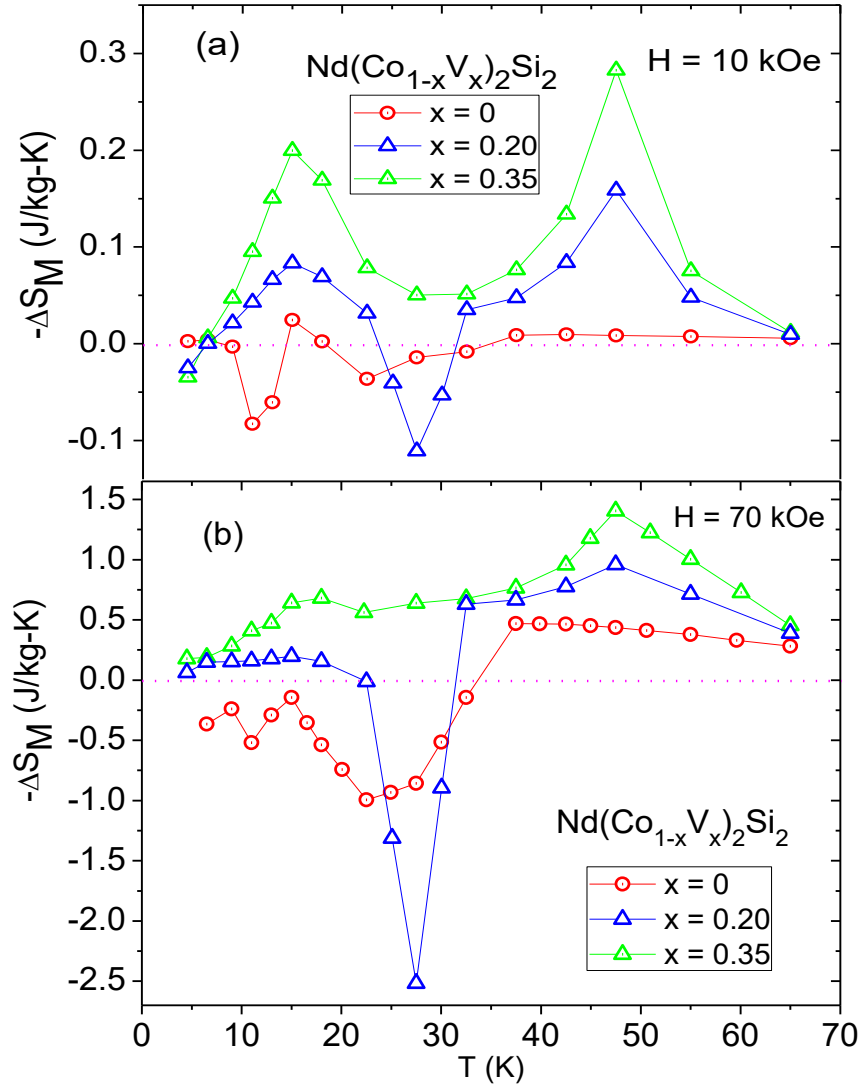 (a)
Nd(Co1-xVx)2Si2
H = 10 kOe
x = 0
x = 0.20
x = 0.35
-ΔSM (J/kg-K)
0.3
0.2
0.1
0.0
-0.1
(b)
H = 70 kOe
-ΔSM (J/kg-K)
1.5
1.0
0.5
0.0
-0.5
-1.0
-1.5
-2.0
-2.5
Nd(Co1-xVx)2Si2
x = 0
x = 0.20
x = 0.35
0 10 20 30 40 50 60 70
T (K)